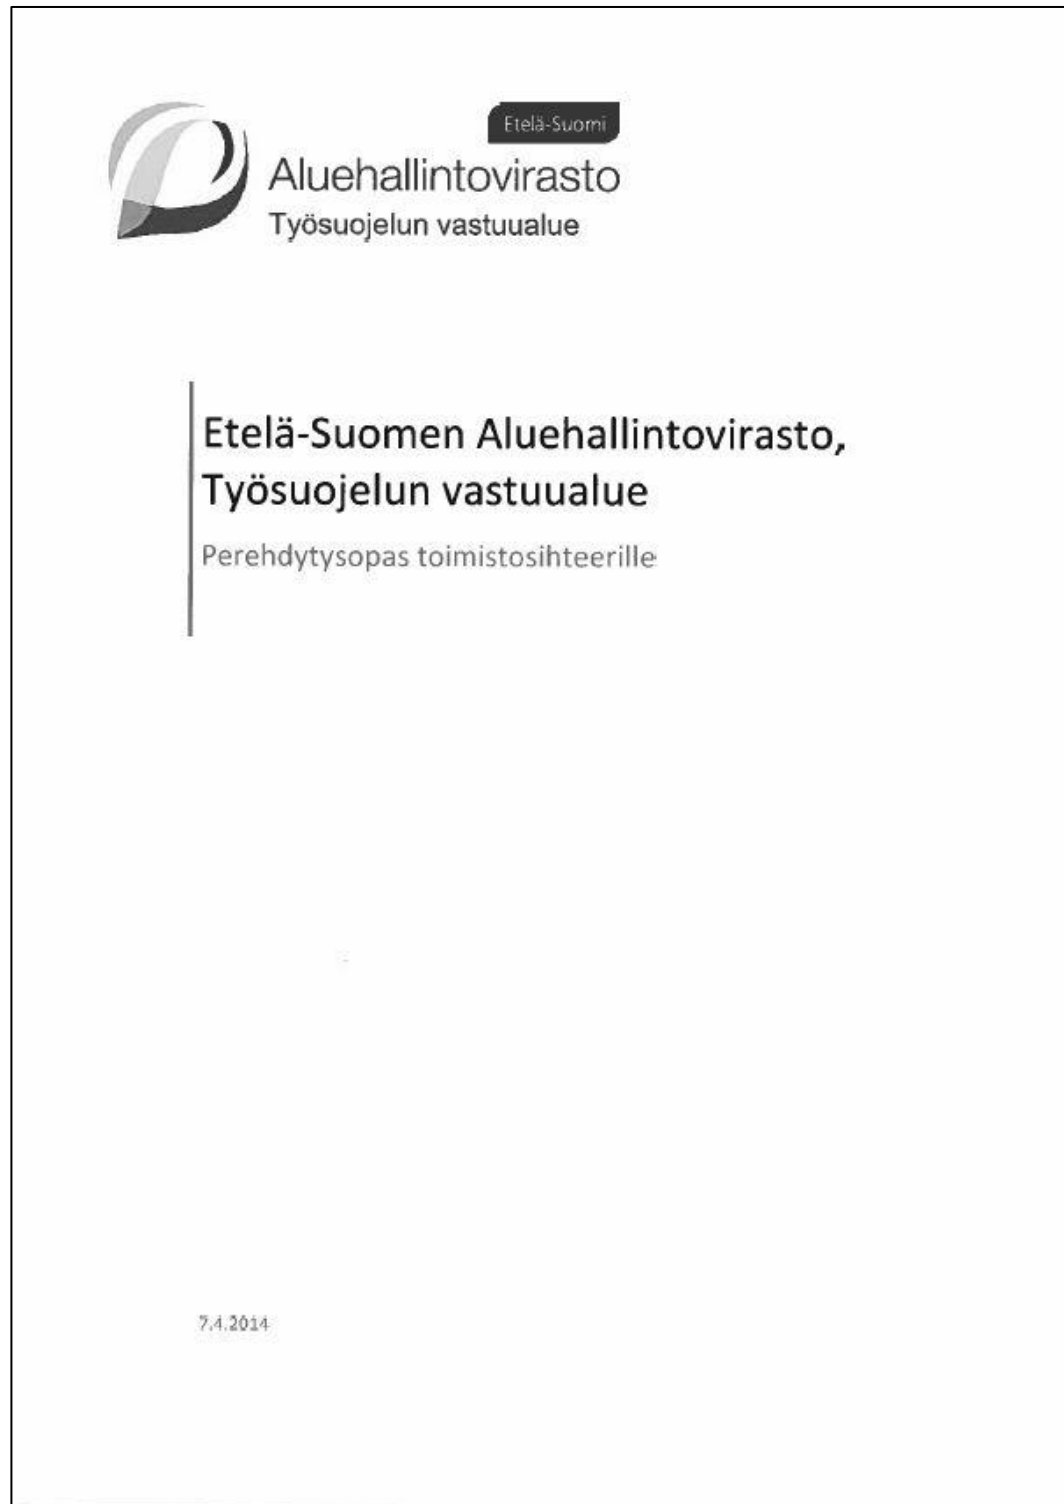 Etelä-Suomi
Aluehallintovirasto
Työsuojelun vastuualue
Etelä-Suomen Aluehallintovirasto,
Työsuojelun vastuualue
Perehdytysopas toimistosihteerille
7.4.2014